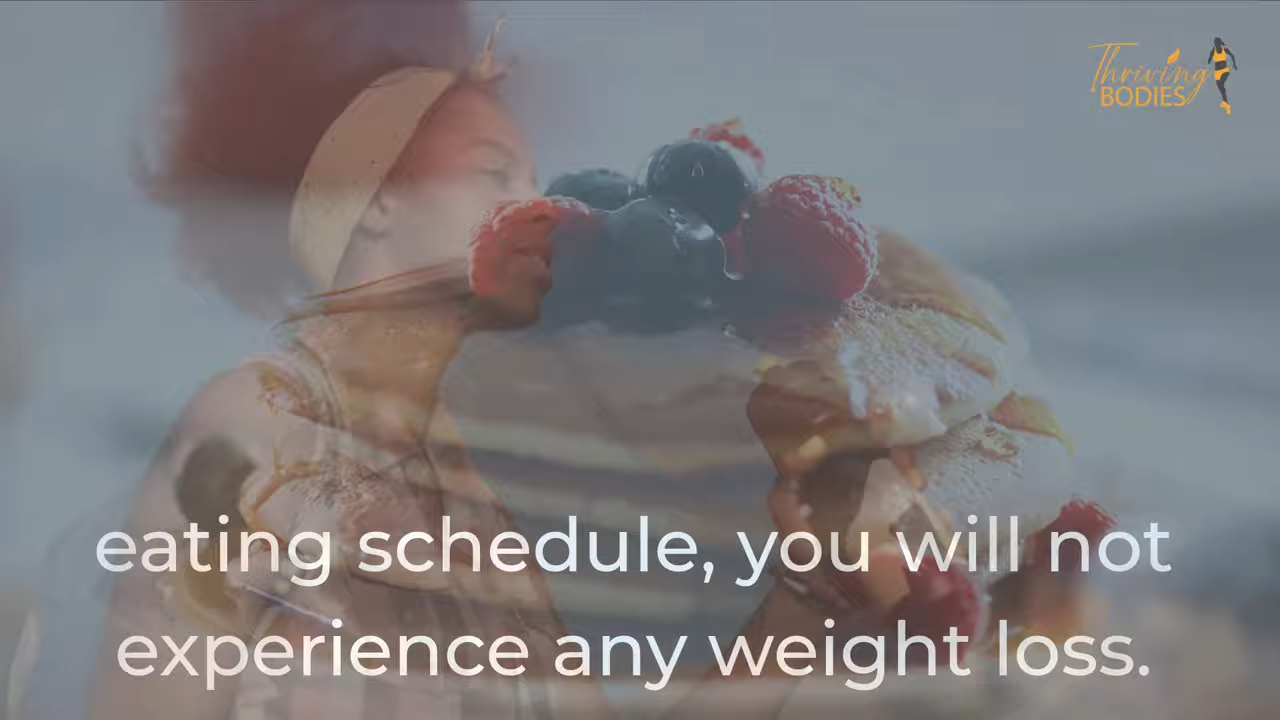 Thriving
BODIES
eating schedule, you will not
experience any weight loss.